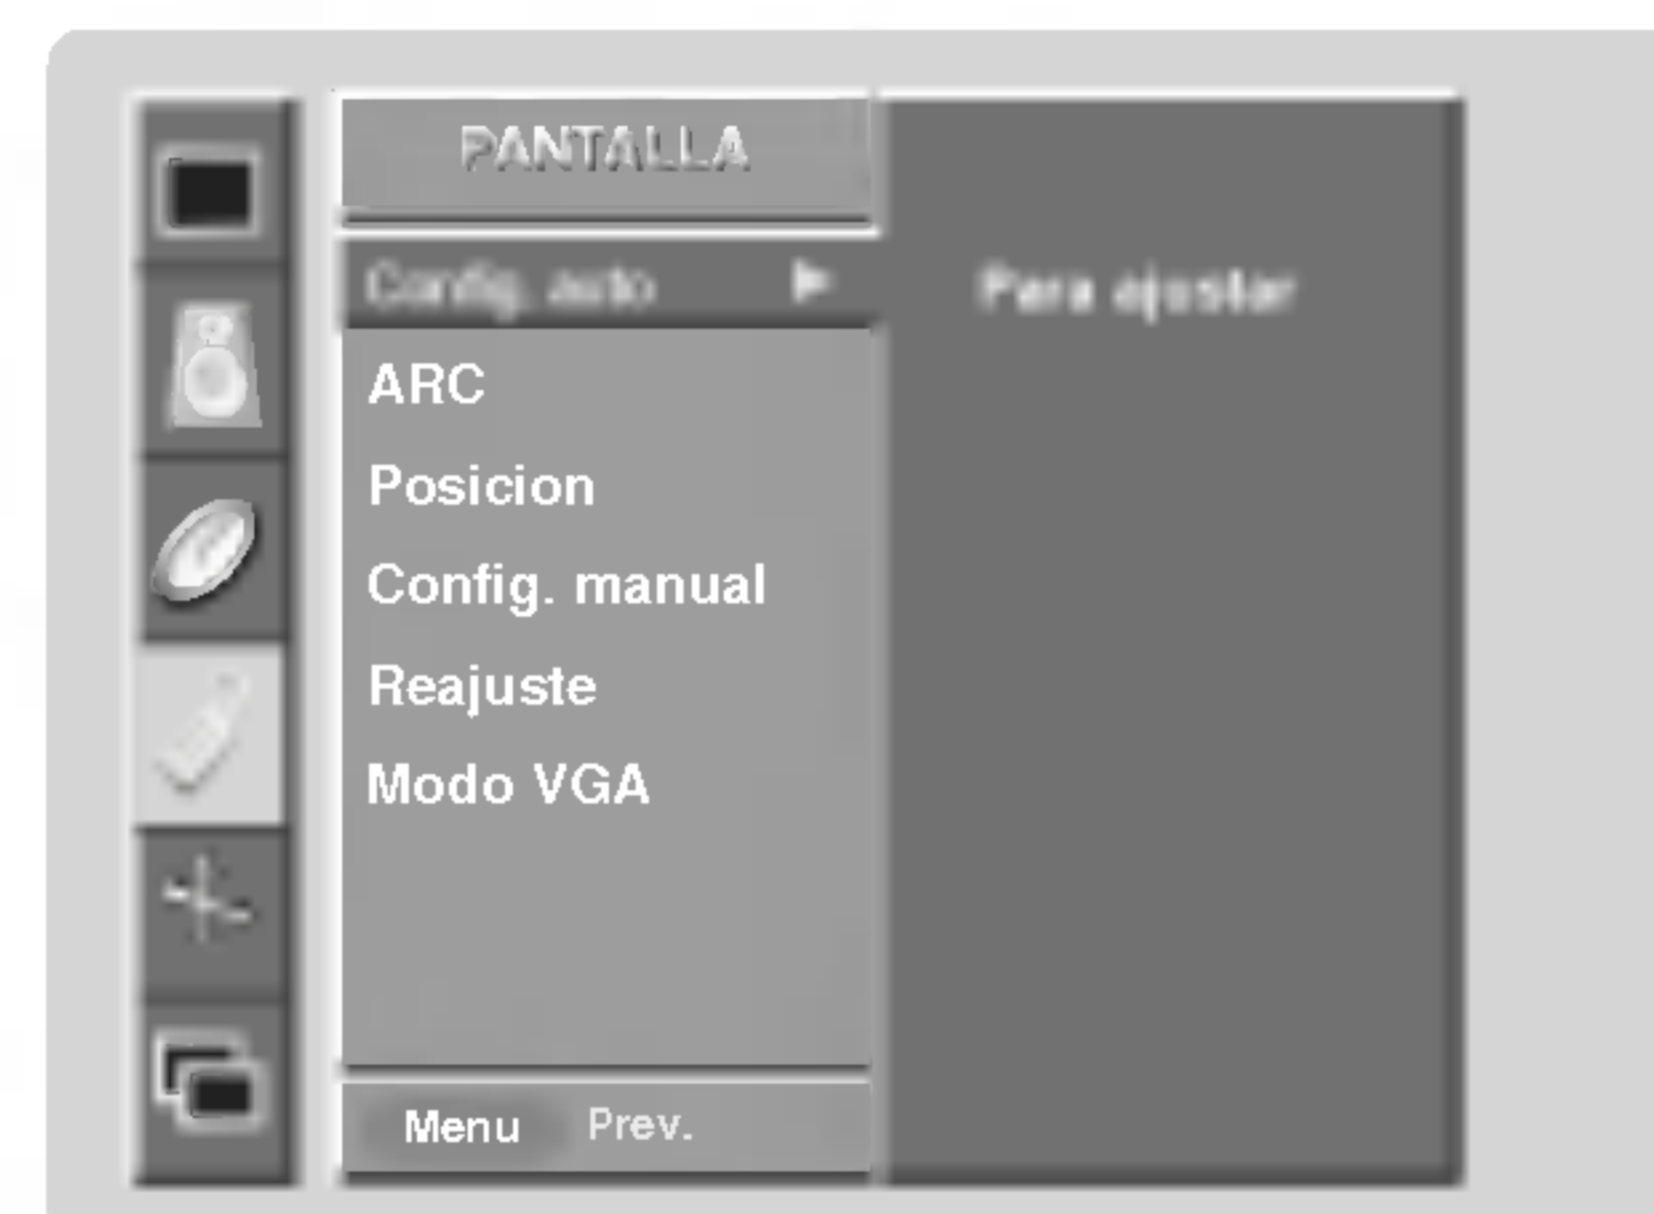 PANTALLA
Config. auto ▶ Para ajustar
ARC
Posicion
Config. manual
Reajuste
Modo VGA
Menu Prev.